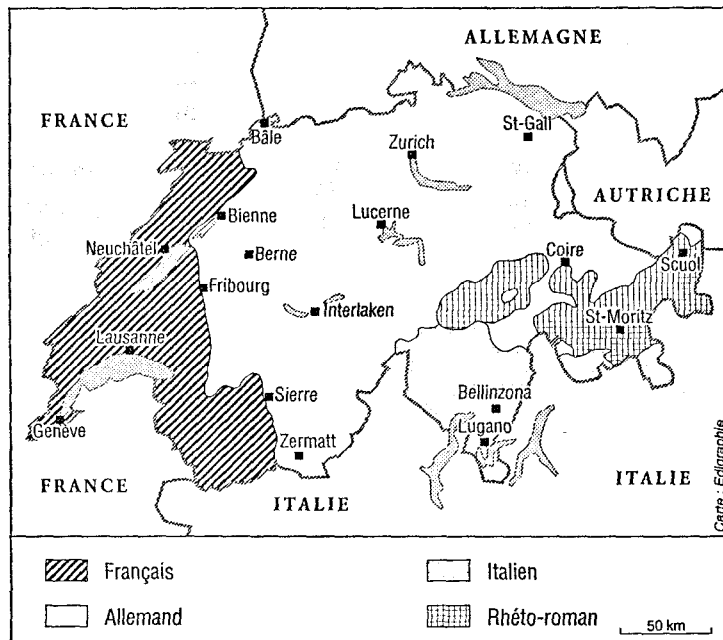 ALLEMAGNE
FRANCE
Bâle
St-Gall
Zurich
AUTRICHE
Bienne
Lucerne
Neuchâtel
Berne
Coire
Scuol
Fribourg
Interlaken
St-Moritz
Lausanne
Sierre
Bellinzona
Genève
Lugano
Zermatt
FRANCE
ITALIE
ITALIE
Carte : Edigraphie
Français
Italien
Allemand
Rhéto-roman
50 km